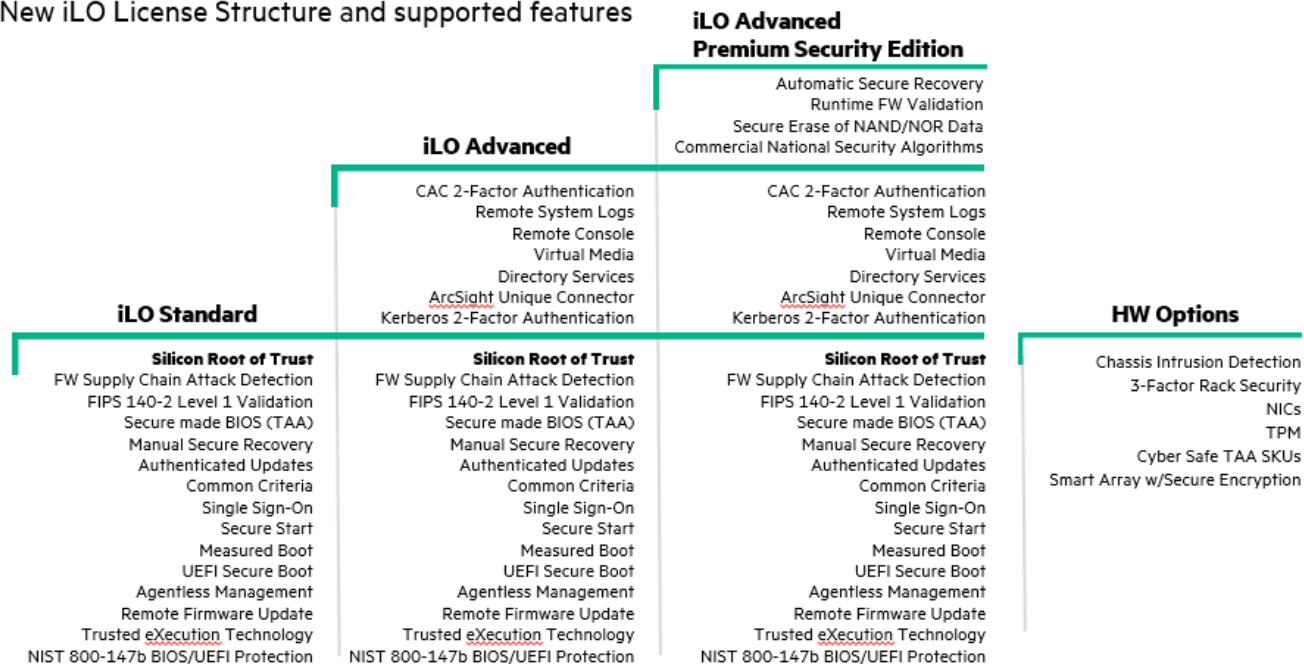 New iLO License Structure and supported features
iLO Advanced
Premium Security Edition
Automatic Secure Recovery
Runtime FW Validation
Secure Erase of NAND/NOR Data
Commercial National Security Algorithms
iLO Advanced
CAC 2-Factor Authentication
Remote System Logs
Remote Console
Virtual Media
Directory Services
ArcSight Unique Connector
Kerberos 2-Factor Authentication
CAC 2-Factor Authentication
Remote System Logs
Remote Console
Virtual Media
Directory Services
ArcSight Unique Connector
Kerberos 2-Factor Authentication
iLO Standard
Silicon Root of Trust
FW Supply Chain Attack Detection
FIPS 140-2 Level 1 Validation
Secure made BIOS (TAA)
Manual Secure Recovery
Authenticated Updates
Common Criteria
Single Sign-On
Secure Start
Measured Boot
UEFI Secure Boot
Agentless Management
Remote Firmware Update
Trusted eXecution Technology
NIST 800-147b BIOS/UEFI Protection
Silicon Root of Trust
FW Supply Chain Attack Detection
FIPS 140-2 Level 1 Validation
Secure made BIOS (TAA)
Manual Secure Recovery
Authenticated Updates
Common Criteria
Single Sign-On
Secure Start
Measured Boot
UEFI Secure Boot
Agentless Management
Remote Firmware Update
Trusted eXecution Technology
NIST 800-147b BIOS/UEFI Protection
Silicon Root of Trust
FW Supply Chain Attack Detection
FIPS 140-2 Level 1 Validation
Secure made BIOS (TAA)
Manual Secure Recovery
Authenticated Updates
Common Criteria
Single Sign-On
Secure Start
Measured Boot
UEFI Secure Boot
Agentless Management
Remote Firmware Update
Trusted eXecution Technology
NIST 800-147b BIOS/UEFI Protection
HW Options
Chassis Intrusion Detection
3-Factor Rack Security
NICs
TPM
Cyber Safe TAA SKUs
Smart Array w/Secure Encryption